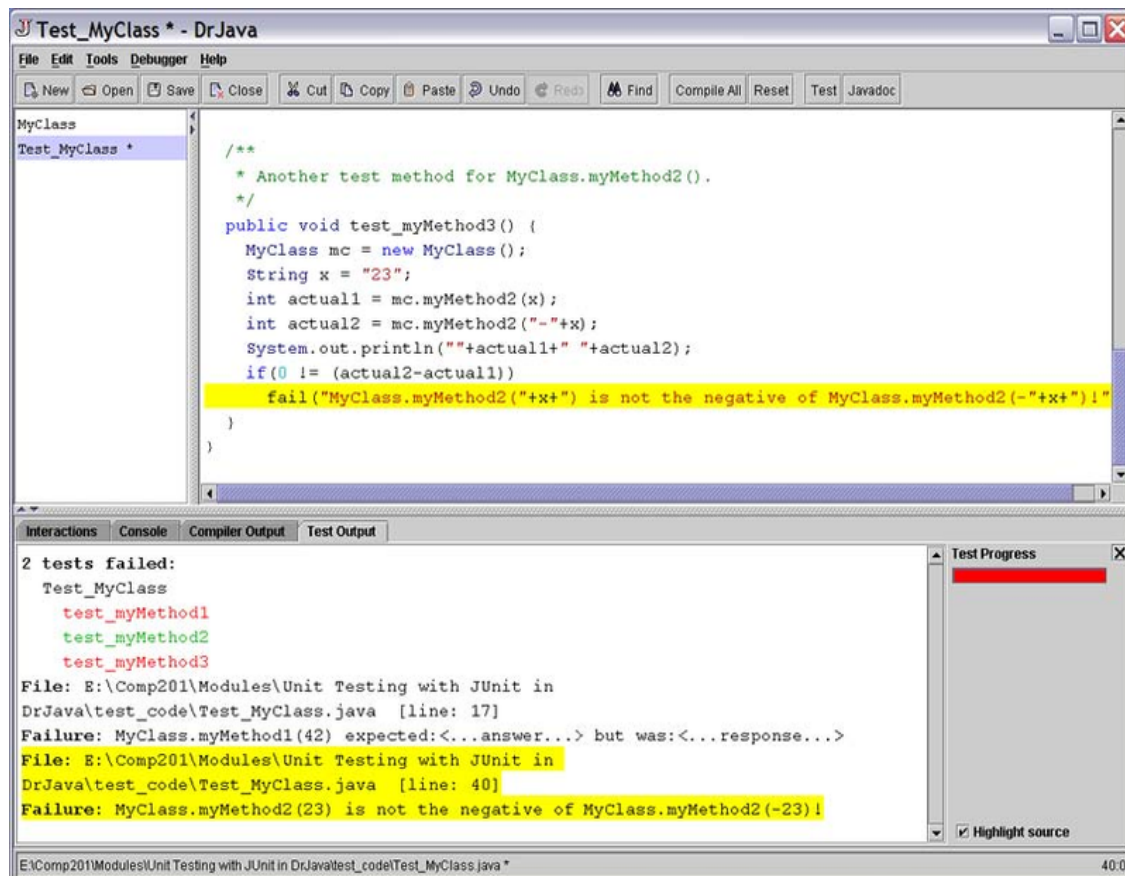 Test_MyClass * - DrJava
File Edit Tools Debugger Help
New Open Save Close Cut Copy Paste Undo Redo Find Compile All Reset Test Javadoc
MyClass
Test_MyClass *
/**
* Another test method for MyClass.myMethod2().
*/
public void test_myMethod3() {
MyClass mc = new MyClass();
String x = "23";
int actual1 = mc.myMethod2(x);
int actual2 = mc.myMethod2("-"+x);
System.out.println(""+actual1+" "+actual2);
if(0 != (actual2-actual1))
fail("MyClass.myMethod2("+x+") is not the negative of MyClass.myMethod2(-"+x+")!"
}
}
Interactions Console Compiler Output Test Output
2 tests failed:
Test_MyClass
test_myMethod1
test_myMethod2
test_myMethod3
File: E:\Comp201\Modules\Unit Testing with JUnit in
DrJava\test_code\Test_MyClass.java [line: 17]
Failure: MyClass.myMethod1(42) expected:<...answer...> but was:<...response...>
File: E:\Comp201\Modules\Unit Testing with JUnit in
DrJava\test_code\Test_MyClass.java [line: 40]
Failure: MyClass.myMethod2(23) is not the negative of MyClass.myMethod2(-23)!
Test Progress
Highlight source
E:\Comp201\Modules\Unit Testing with JUnit in DrJava\test_code\Test_MyClass.java * 40:0